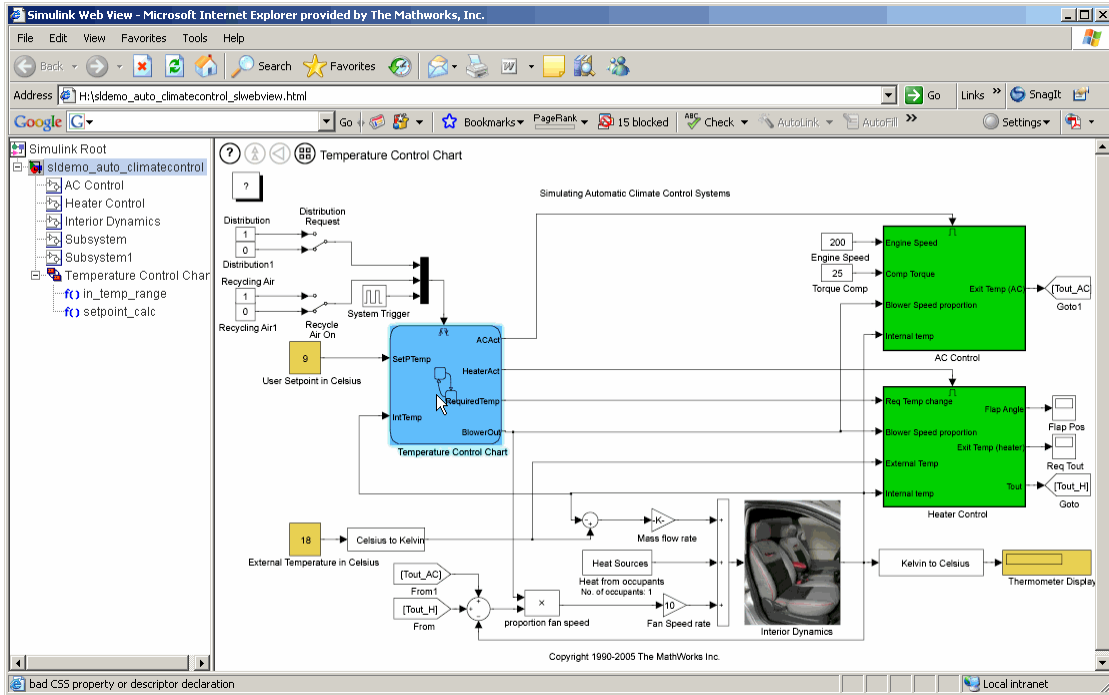 Simulink Web View - Microsoft Internet Explorer provided by The Mathworks, Inc.
File Edit View Favorites Tools Help
Back Search Favorites W
Address H:\sldemo_auto_climatecontrol_slwebview.html Go Links » SnagIt
Google G Go Bookmarks PageRank 15 blocked ABC Check AutoLink AutoFill » Settings
Simulink Root
sldemo_auto_climatecontrol
AC Control
Heater Control
Interior Dynamics
Subsystem
Subsystem1
Temperature Control Char
f() in_temp_range
f() setpoint_calc
? Temperature Control Chart
?
Simulating Automatic Climate Control Systems
Distribution
Distribution
Request
1
0
Distribution1
Recycling Air
1
0
Recycling Air1
Recycle
Air On
System Trigger
9
User Setpoint in Celsius
SetPTemp
IntTemp
ACAct
HeaterAct
RequiredTemp
BlowerOut
Temperature Control Chart
200
Engine Speed
25
Torque Comp
Engine Speed
Comp Torque
Blower Speed proportion
Internal temp
Exit Temp (AC)
AC Control
[Tout_AC
Goto1
Req Temp change
Blower Speed proportion
External Temp
Internal temp
Flap Angle
Exit Temp (heater)
Tout
Heater Control
Flap Pos
Req Tout
[Tout_H]
Goto
18
External Temperature in Celsius
Celsius to Kelvin
-K-
Mass flow rate
Heat Sources
Heat from occupants
No. of occupants: 1
[Tout_AC]
From1
[Tout_H]
From
×
proportion fan speed
10
Fan Speed rate
Interior Dynamics
Kelvin to Celsius
Thermometer Display
Copyright 1990-2005 The MathWorks Inc.
bad CSS property or descriptor declaration
Local intranet